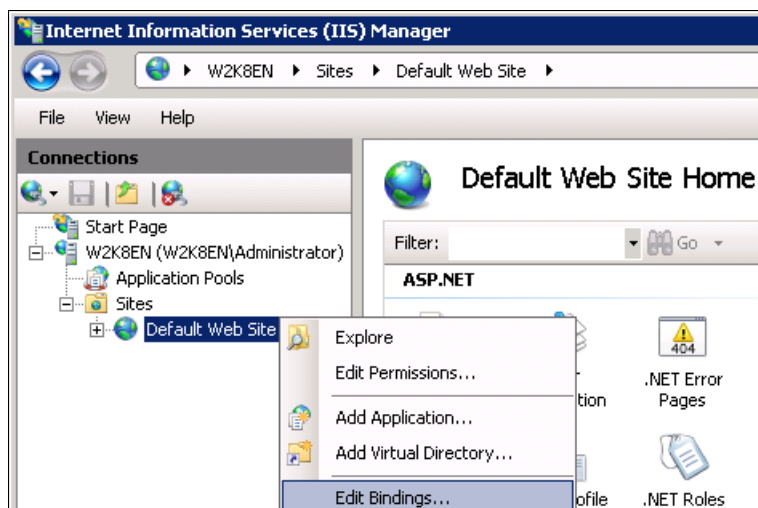 Internet Information Services (IIS) Manager
W2K8EN Sites Default Web Site
File View Help
Connections
Start Page
W2K8EN (W2K8EN\Administrator)
Application Pools
Sites
Default Web Site
Default Web Site Home
Filter: Go
ASP.NET
404
tion
.NET Error
Pages
ofile
.NET Roles
Explore
Edit Permissions...
Add Application...
Add Virtual Directory...
Edit Bindings...